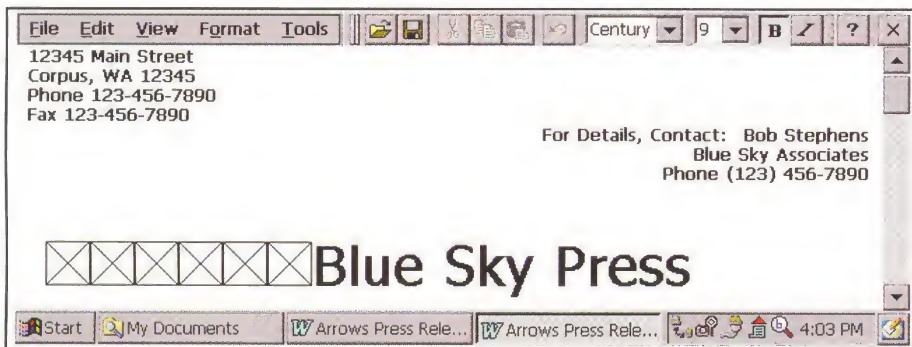 File Edit View Format Tools Century 9 B I ? X
12345 Main Street
Corpus, WA 12345
Phone 123-456-7890
Fax 123-456-7890
For Details, Contact: Bob Stephens
Blue Sky Associates
Phone (123) 456-7890
Blue Sky Press
Start My Documents W Arrows Press Rele... W Arrows Press Rele... 4:03 PM